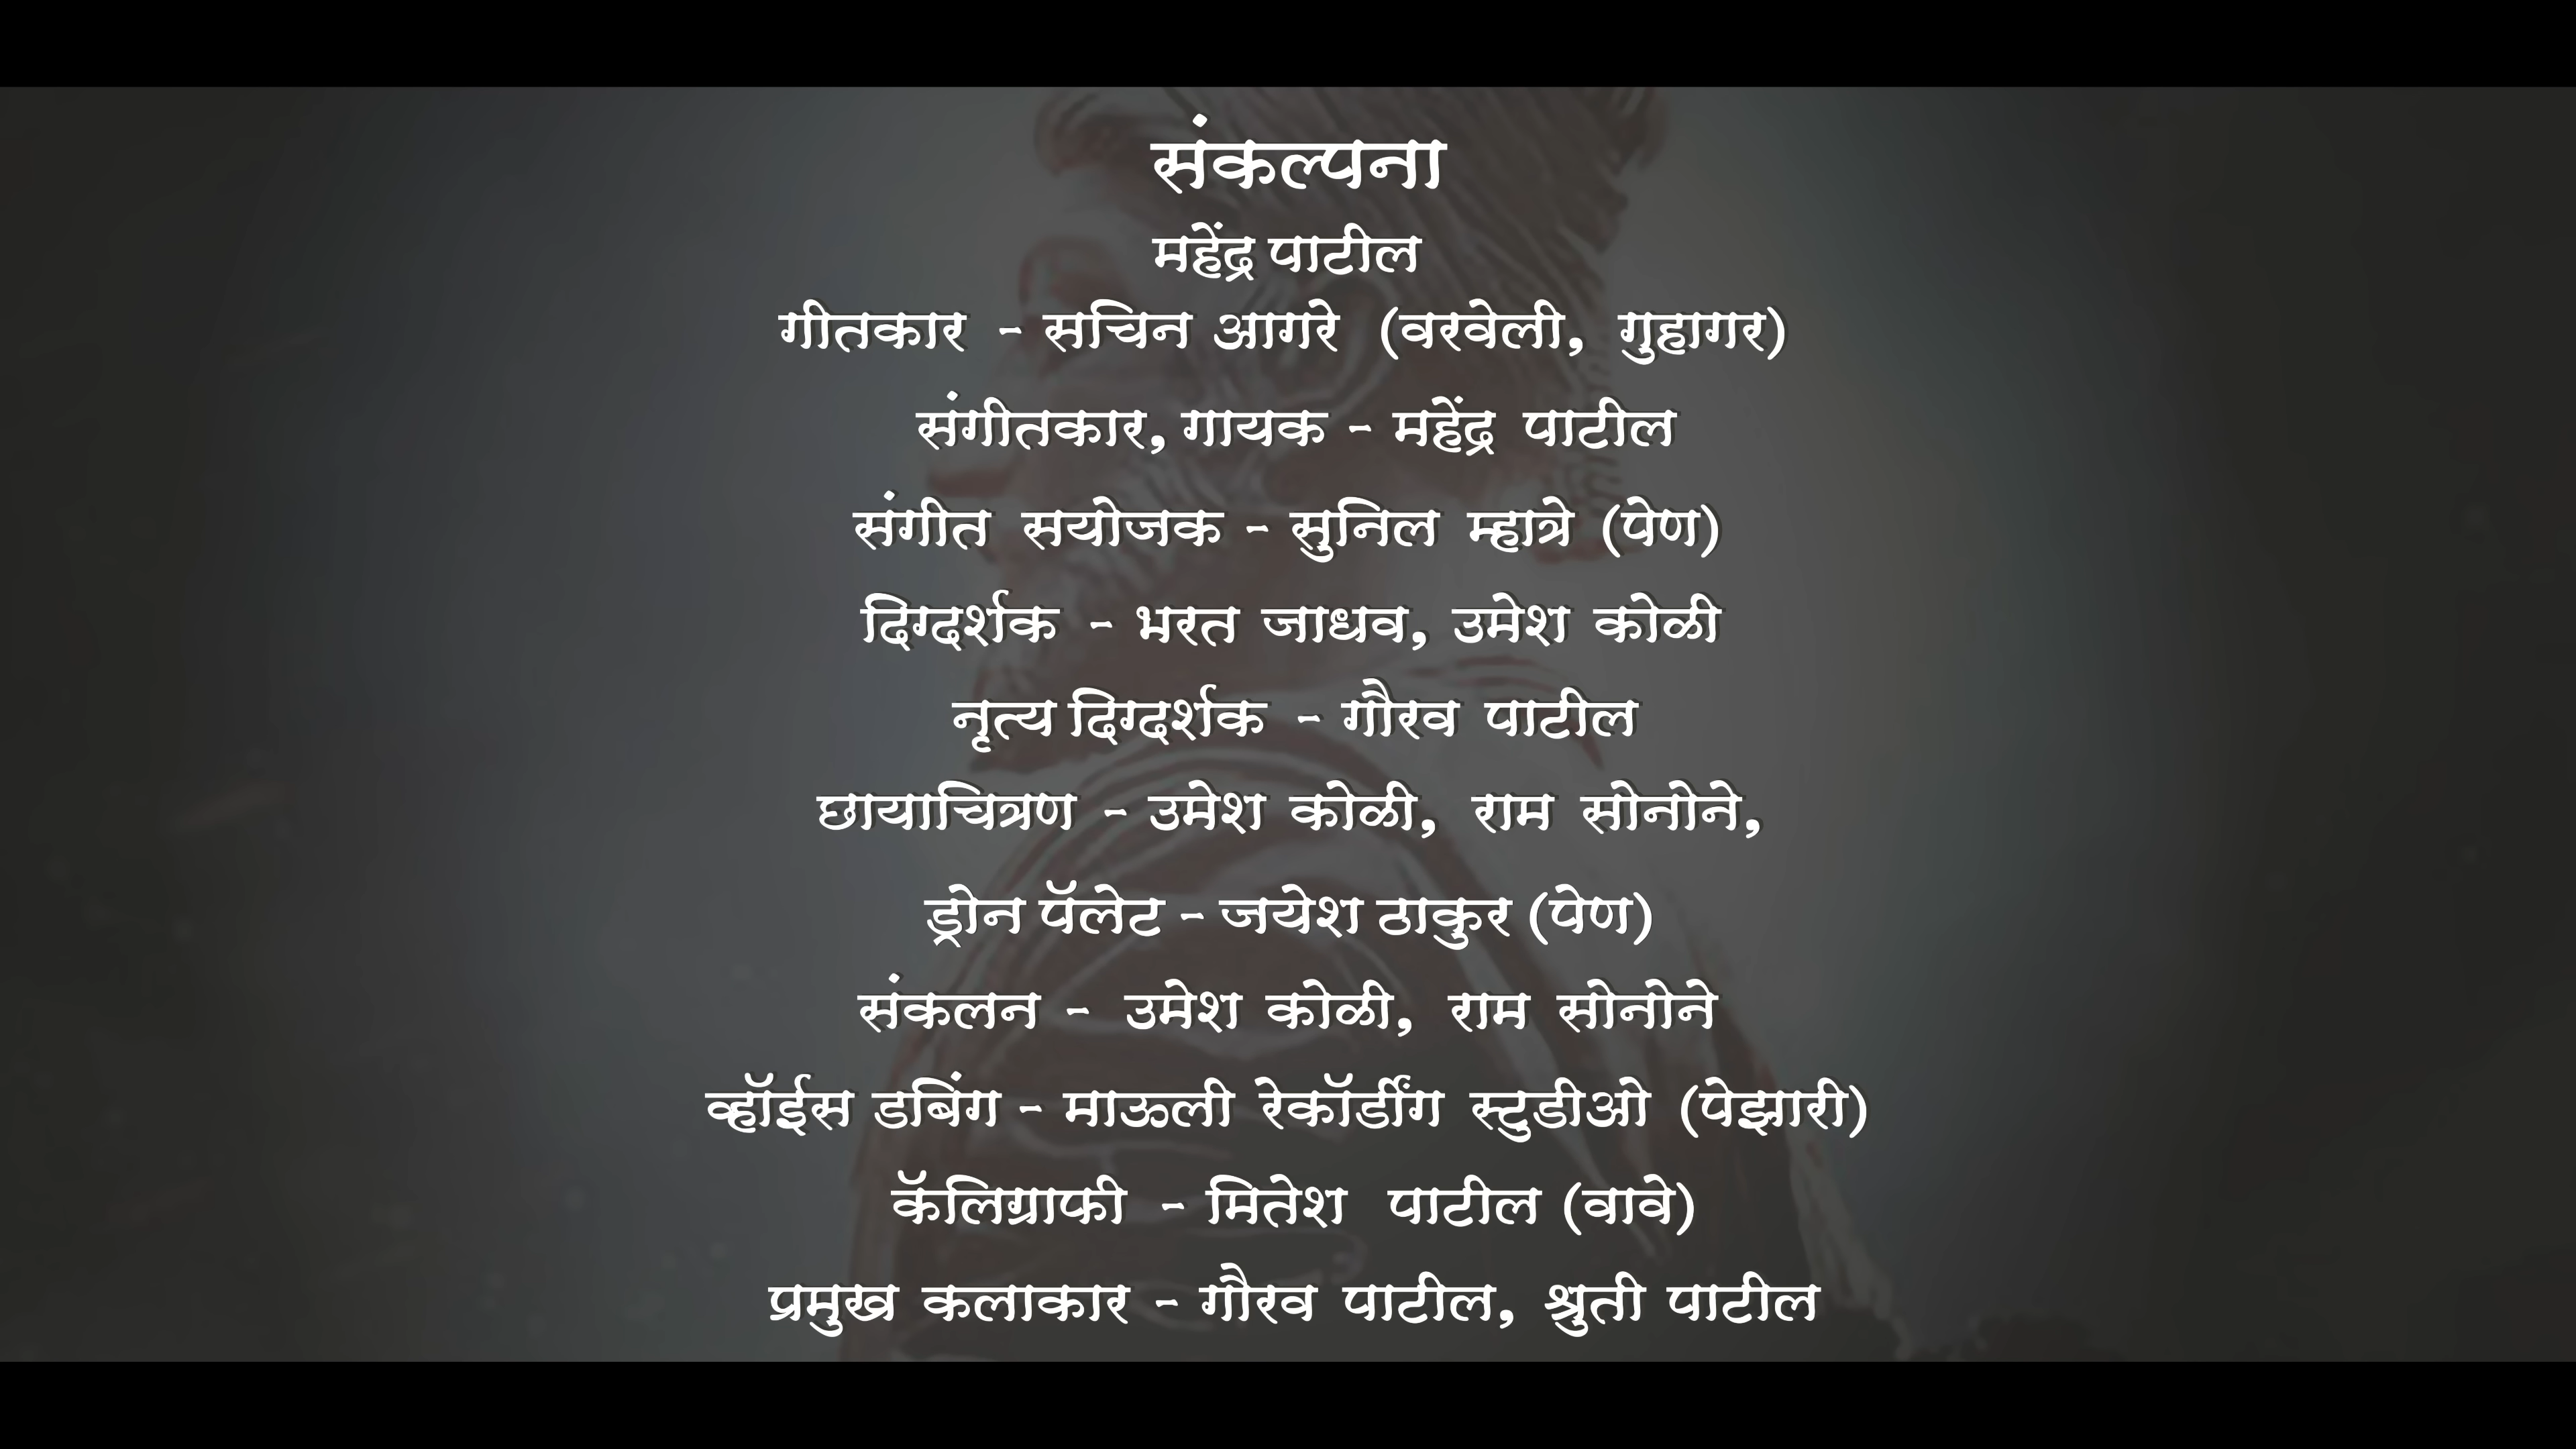 संकल्पना
महेंद्र पाटील
गीतकार - सचिन आगरे (वरवेली, गुहागर)
संगीतकार, गायक - महेंद्र पाटील
संगीत सयोजक - सुनिल म्हात्रे (पेण)
दिग्दर्शक - भरत जाधव, उमेश कोळी
नृत्य दिग्दर्शक - गौरव पाटील
छायाचित्रण - उमेश कोळी, राम सोनोने,
ड्रोन पॅलेट - जयेश ठाकुर (पेण)
संकलन - उमेश कोळी, राम सोनोने
व्हॉईस डबिंग - माऊली रेकॉर्डींग स्टुडीओ (पेझारी)
कॅलिग्राफी - मितेश पाटील (वावे)
प्रमुख कलाकार - गौरव पाटील, श्रुती पाटील